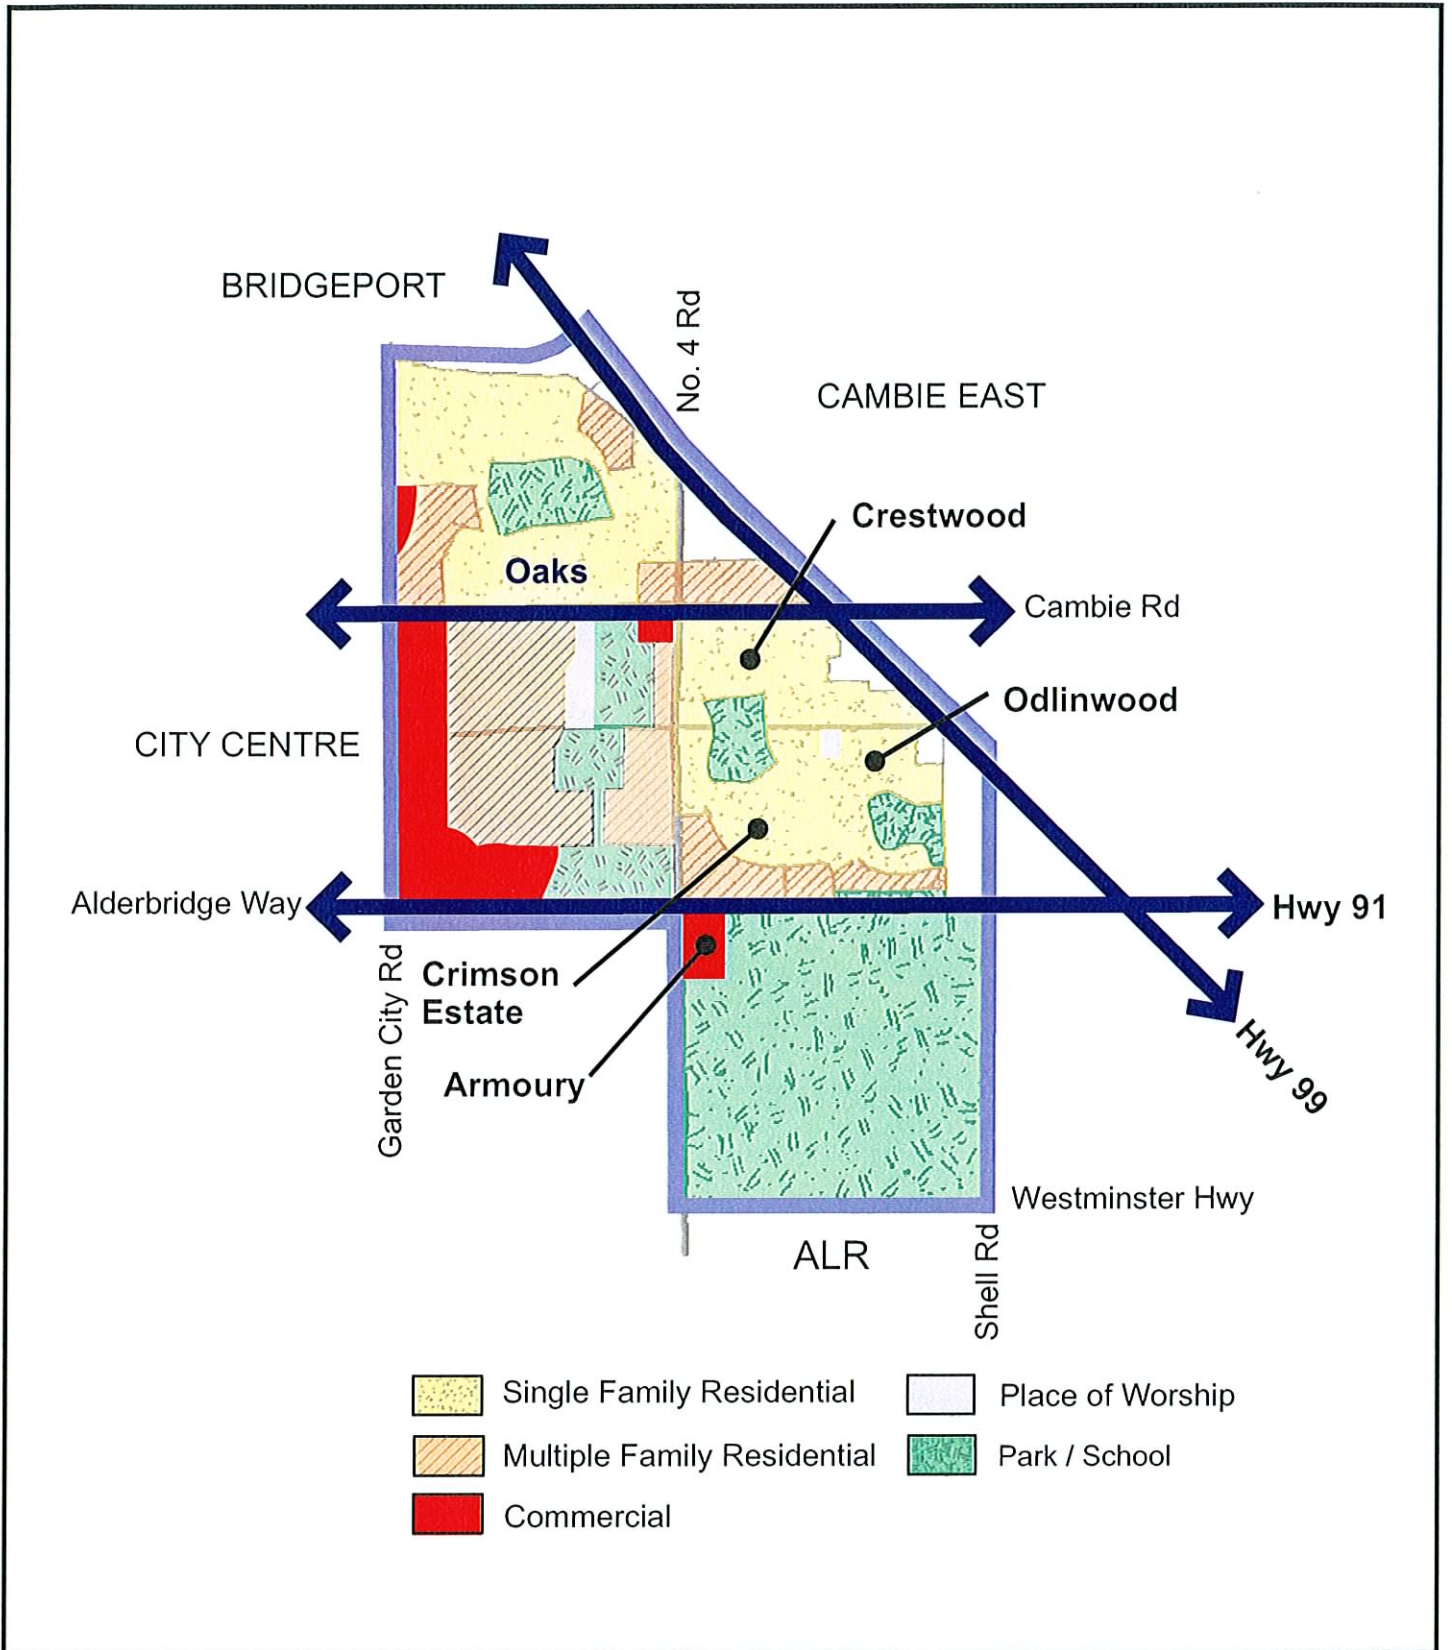 BRIDGEPORT
No. 4 Rd
CAMBIE EAST
Crestwood
Oaks
Cambie Rd
Odlinwood
CITY CENTRE
Alderbridge Way
Hwy 91
Crimson
Estate
Garden City Rd
Armoury
Hwy 99
Westminster Hwy
ALR
Shell Rd
Single Family Residential
Place of Worship
Multiple Family Residential
Park / School
Commercial